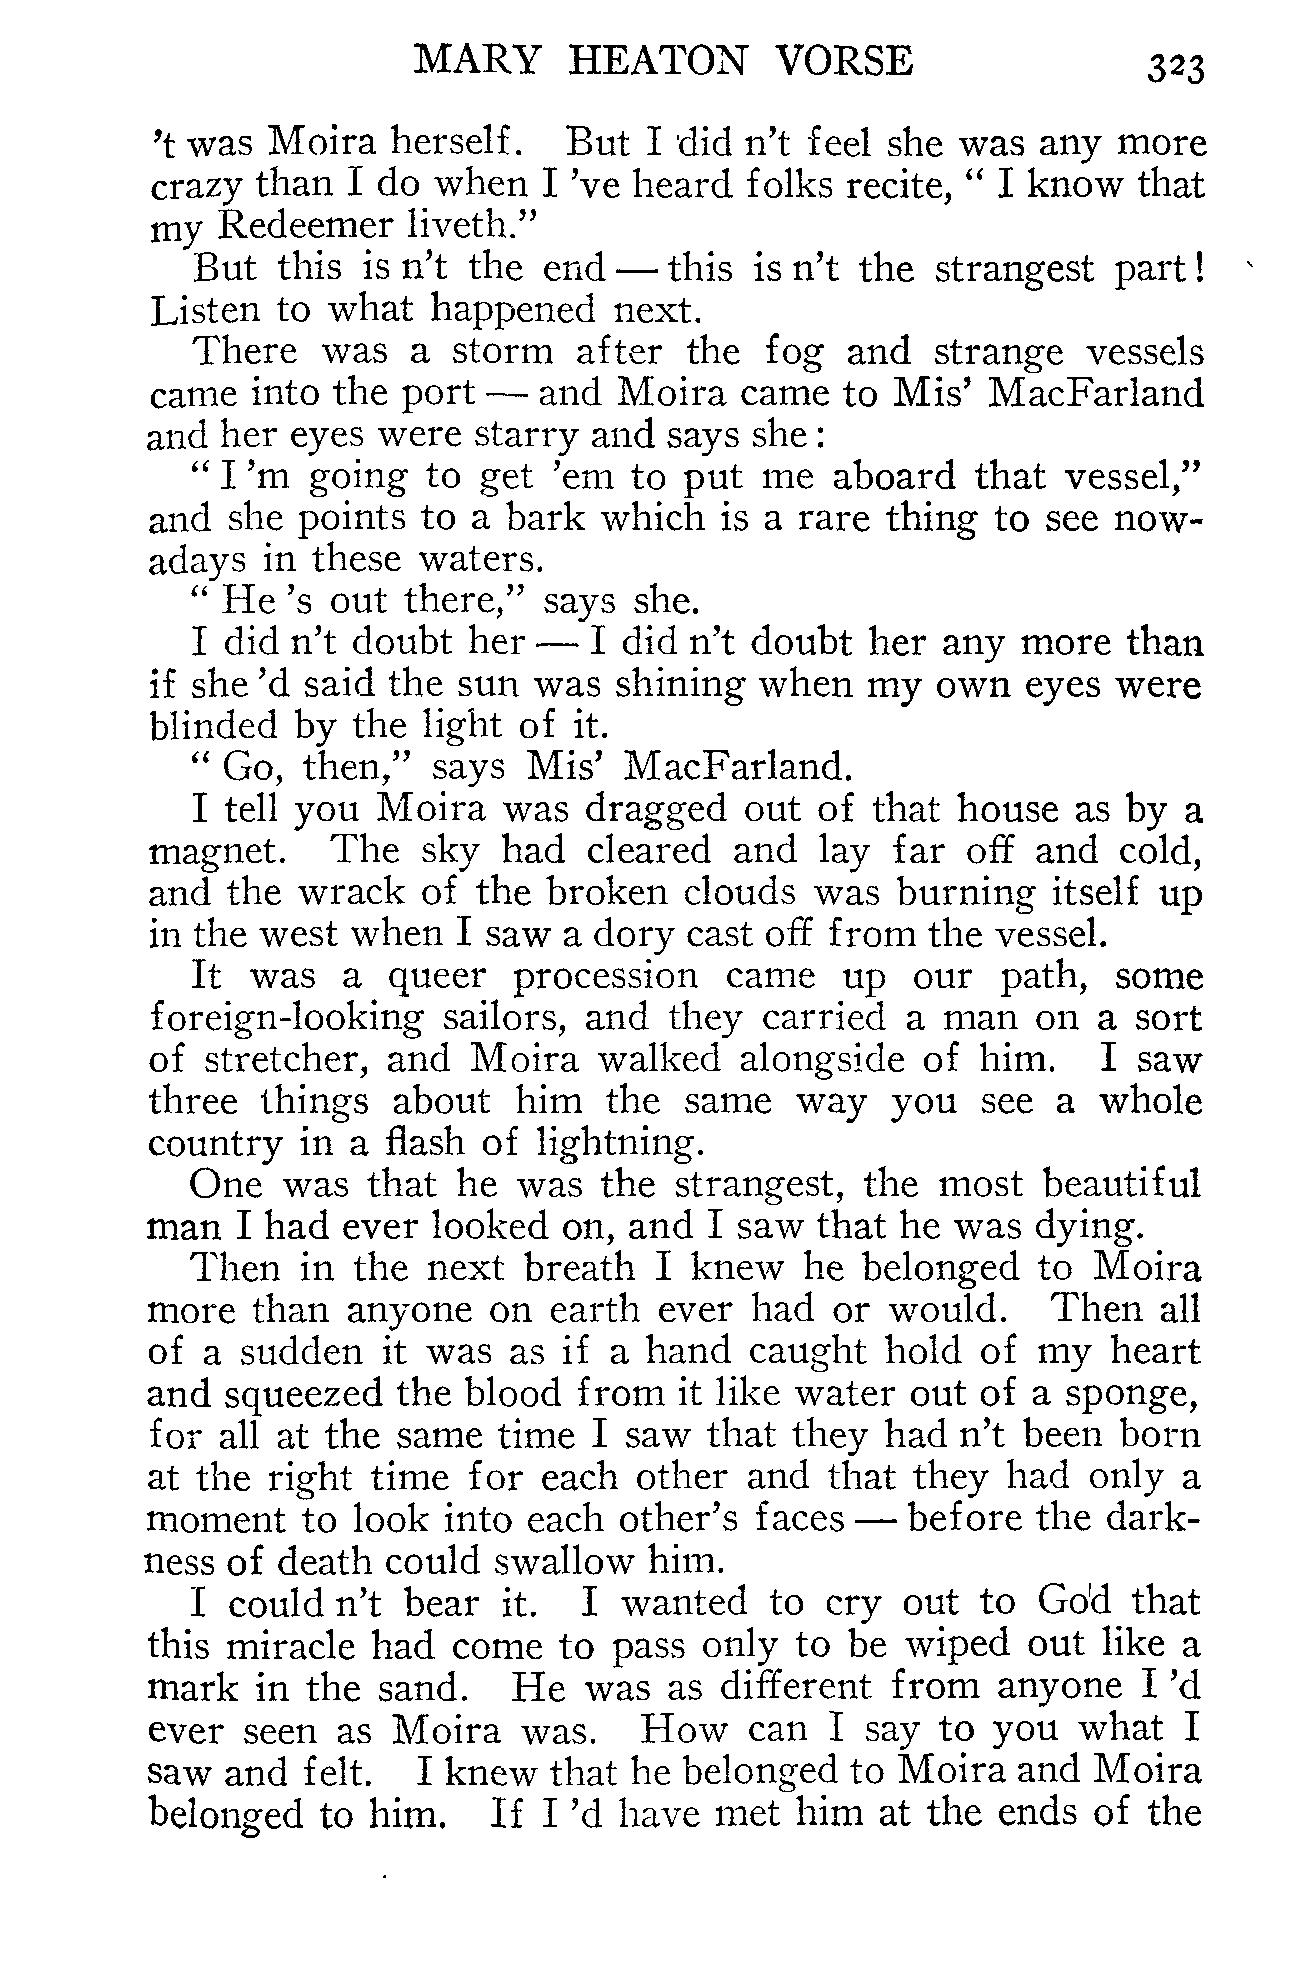 MARY HEATON VORSE 323
't was Moira herself. But I did n't feel she was any more
crazy than I do when I 've heard folks recite, " I know that
my Redeemer liveth."
But this is n't the end — this is n't the strangest part!
Listen to what happened next.
There was a storm after the fog and strange vessels
came into the port — and Moira came to Mis' MacFarland
and her eyes were starry and says she:
" I 'm going to get 'em to put me aboard that vessel,"
and she points to a bark which is a rare thing to see now-
adays in these waters.
" He 's out there," says she.
I did n't doubt her — I did n't doubt her any more than
if she 'd said the sun was shining when my own eyes were
blinded by the light of it.
" Go, then," says Mis' MacFarland.
I tell you Moira was dragged out of that house as by a
magnet. The sky had cleared and lay far off and cold,
and the wrack of the broken clouds was burning itself up
in the west when I saw a dory cast off from the vessel.
It was a queer procession came up our path, some
foreign-looking sailors, and they carried a man on a sort
of stretcher, and Moira walked alongside of him. I saw
three things about him the same way you see a whole
country in a flash of lightning.
One was that he was the strangest, the most beautiful
man I had ever looked on, and I saw that he was dying.
Then in the next breath I knew he belonged to Moira
more than anyone on earth ever had or would. Then all
of a sudden it was as if a hand caught hold of my heart
and squeezed the blood from it like water out of a sponge,
for all at the same time I saw that they had n't been born
at the right time for each other and that they had only a
moment to look into each other's faces — before the dark-
ness of death could swallow him.
I could n't bear it. I wanted to cry out to God that
this miracle had come to pass only to be wiped out like a
mark in the sand. He was as different from anyone I 'd
ever seen as Moira was. How can I say to you what I
saw and felt. I knew that he belonged to Moira and Moira
belonged to him. If I 'd have met him at the ends of the